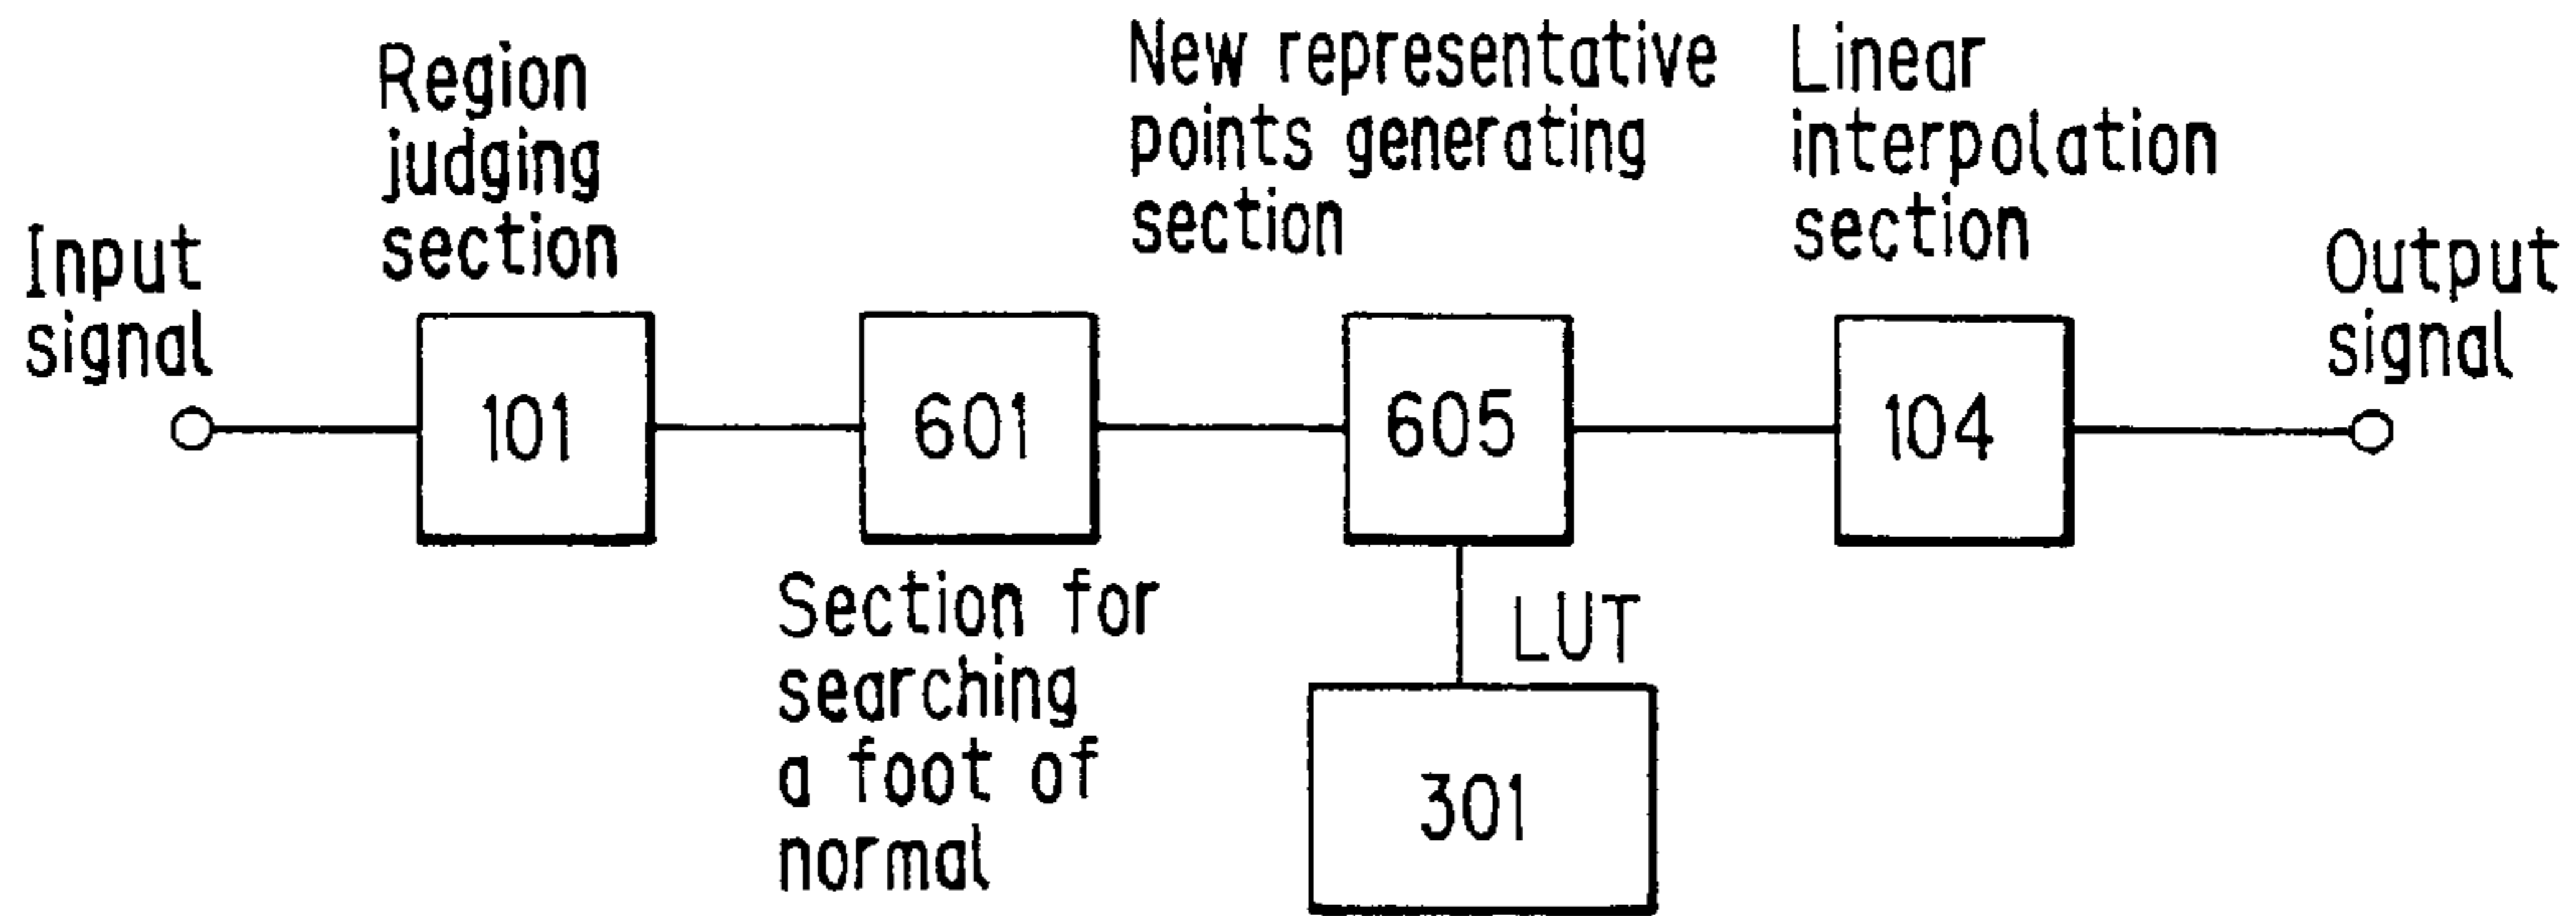 Input
signal
Region
judging
section
101
601
Section for
searching
a foot of
normal
New representative
points generating
section
605
LUT
301
Linear
interpolation
section
104
Output
signal